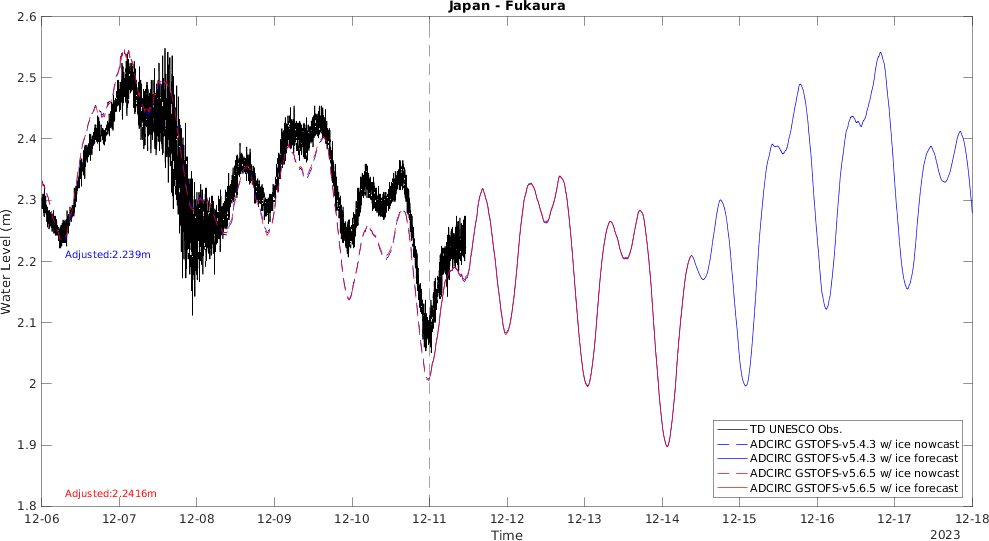 Japan - Fukaura
2.6
2.5
2.4
2.3
2.2
2.1
2
1.9
1.8
Water Level (m)
Adjusted:2.239m
Adjusted:2.2416m
TD UNESCO Obs.
ADCIRC GSTOFS-v5.4.3 w/ ice nowcast
ADCIRC GSTOFS-v5.4.3 w/ ice forecast
ADCIRC GSTOFS-v5.6.5 w/ ice nowcast
ADCIRC GSTOFS-v5.6.5 w/ ice forecast
12-06 12-07 12-08 12-09 12-10 12-11 12-12 12-13 12-14 12-15 12-16 12-17 12-18
Time
2023